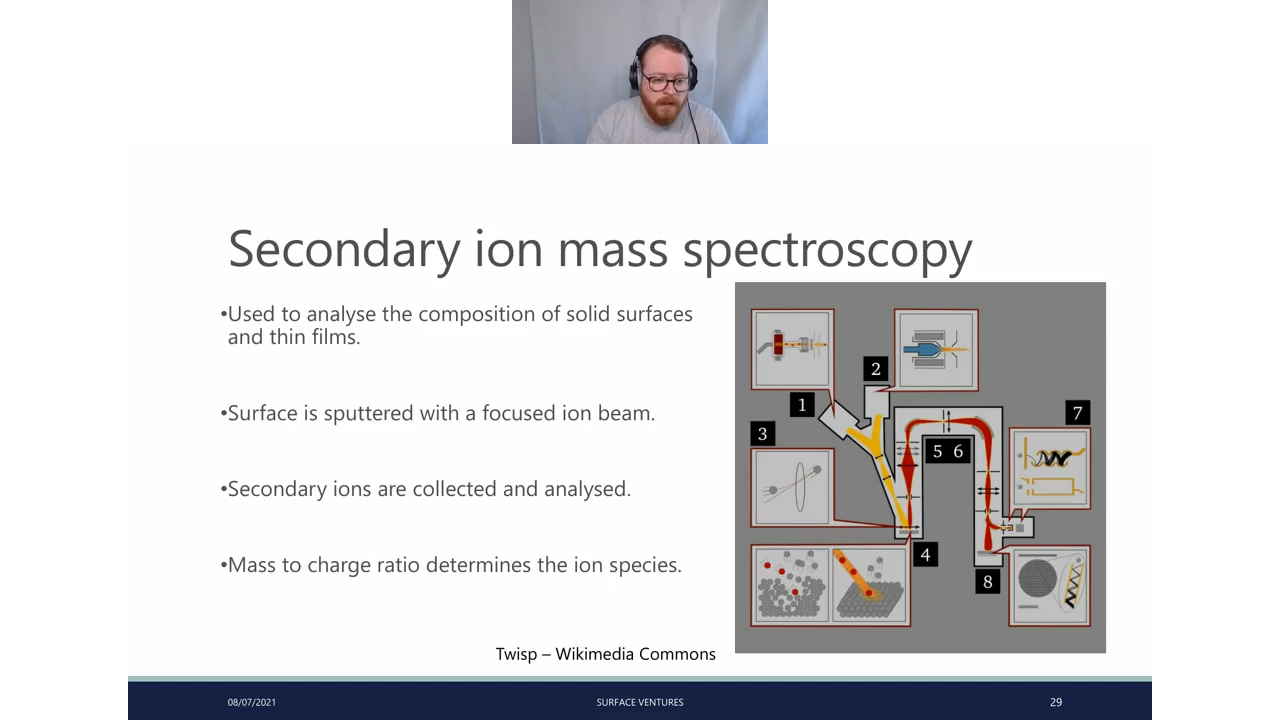 Secondary ion mass spectroscopy
•Used to analyse the composition of solid surfaces
and thin films.
•Surface is sputtered with a focused ion beam.
•Secondary ions are collected and analysed.
•Mass to charge ratio determines the ion species.
1
2
3
4
5 6
7
8
Twisp – Wikimedia Commons
08/07/2021
SURFACE VENTURES
29